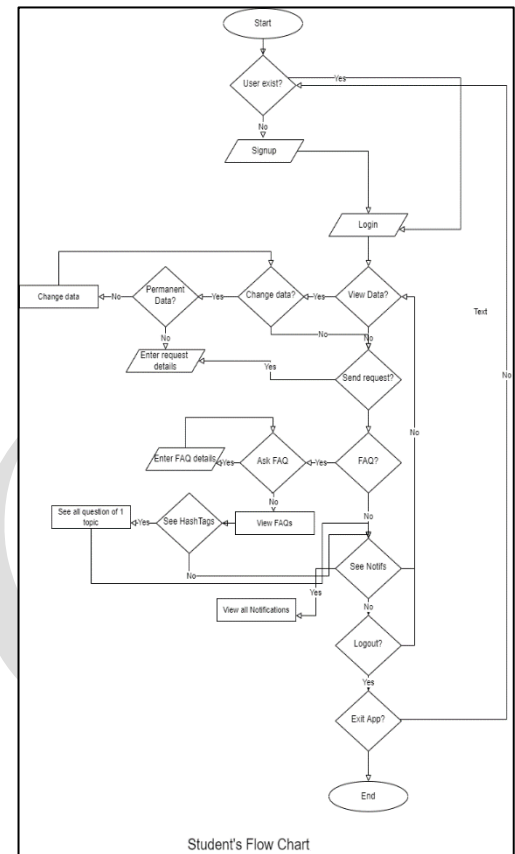 Start
User exist?
Yes
No
Signup
Login
Permanent
Data?
Change data?
View Data?
Change data
No
Yes
Yes
Text
No
No
No
No
Enter request
details
Yes
Send request?
No
Enter FAQ details
Yes
Ask FAQ
Yes
FAQ?
No
See all question of 1
topic
Yes
See HashTags
View FAQs
No
No
See Notifs
Yes
View all Notifications
No
Logout?
Yes
Exit App?
End
Student's Flow Chart